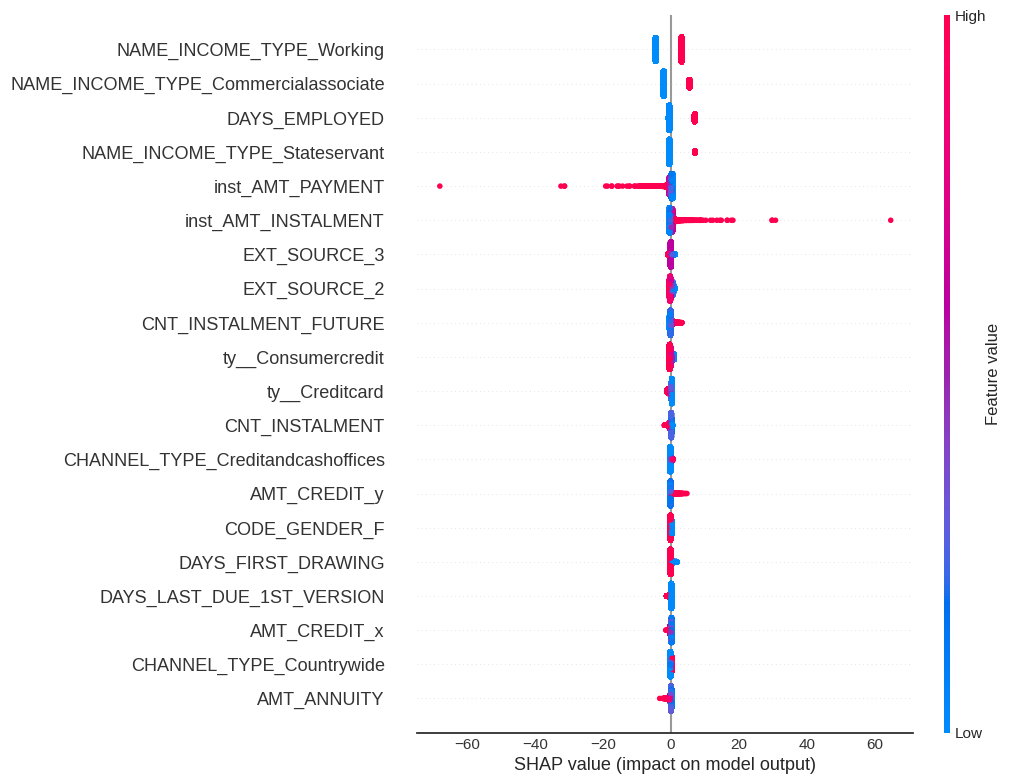 High
NAME_INCOME_TYPE_Working
NAME_INCOME_TYPE_Commercialassociate
DAYS_EMPLOYED
NAME_INCOME_TYPE_Stateservant
inst_AMT_PAYMENT
inst_AMT_INSTALMENT
EXT_SOURCE_3
EXT_SOURCE_2
CNT_INSTALMENT_FUTURE
ty__Consumercredit
ty__Creditcard
CNT_INSTALMENT
CHANNEL_TYPE_Creditandcashoffices
AMT_CREDIT_y
CODE_GENDER_F
DAYS_FIRST_DRAWING
DAYS_LAST_DUE_1ST_VERSION
AMT_CREDIT_x
CHANNEL_TYPE_Countrywide
AMT_ANNUITY
Feature value
Low
−60 −40 −20 0 20 40 60
SHAP value (impact on model output)